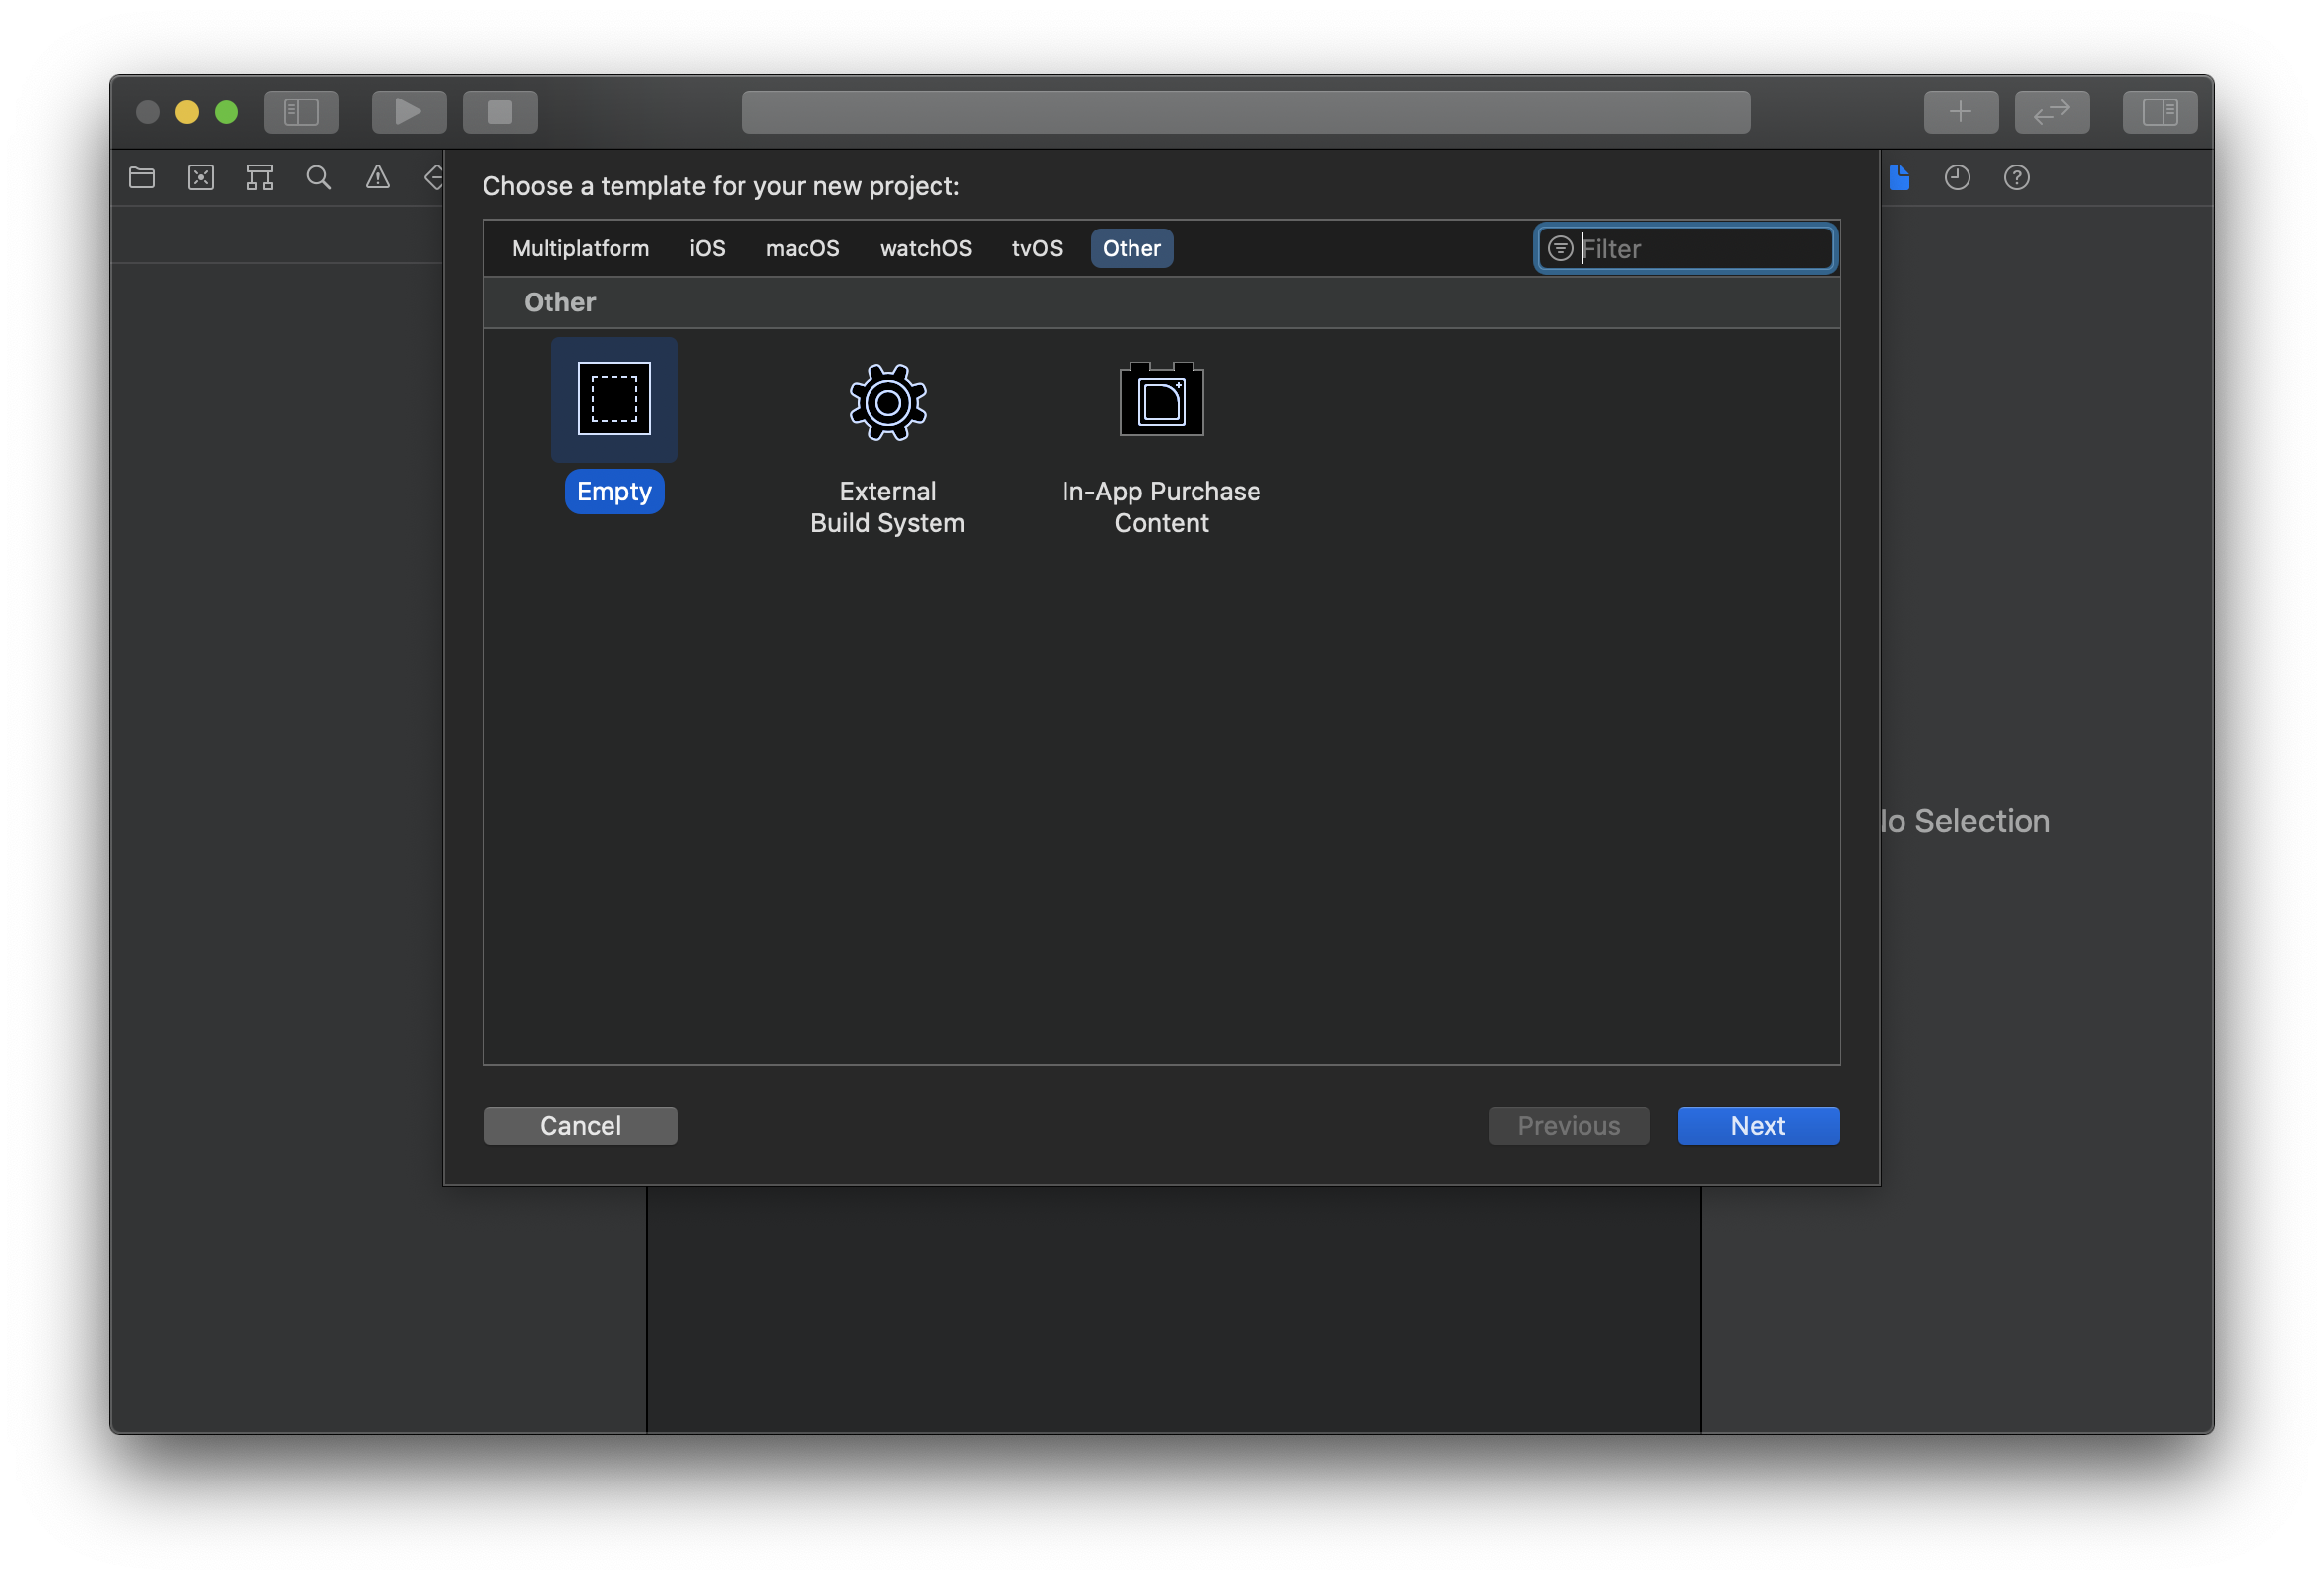 Choose a template for your new project:
Multiplatform iOS macOS watchOS tvOS Other Filter
Other
Empty
External
Build System
In-App Purchase
Content
lo Selection
Cancel Previous Next